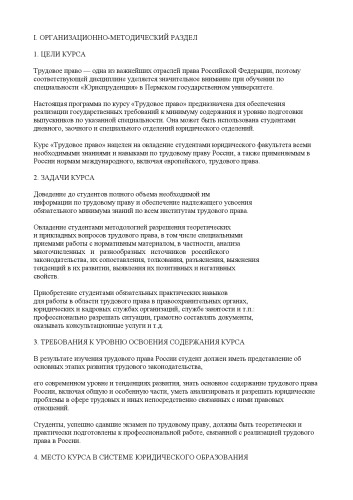 I. ОРГАНИЗАЦИОННО-МЕТОДИЧЕСКИЙ РАЗДЕЛ
1. ЦЕЛИ КУРСА
Трудовое право — одна из важнейших отраслей права Российской Федерации, поэтому
соответствующей дисциплине уделяется значительное внимание при обучении по
специальности «Юриспруденция» в Пермском государственном университете.
Настоящая программа по курсу «Трудовое право» предназначена для обеспечения
реализации государственных требований к минимуму содержания и уровню подготовки
выпускников по указанной специальности. Она может быть использована студентами
дневного, заочного и специального отделений юридического отделений.
Курс «Трудовое право» нацелен на овладение студентами юридического факультета всеми
необходимыми знаниями и навыками по трудовому праву России, а также применимым в
России нормам международного, включая европейского, трудового права.
2. ЗАДАЧИ КУРСА
Доведение до студентов полного объема необходимой им
информации по трудовому праву и обеспечение надлежащего усвоения
обязательного минимума знаний по всем институтам трудового права.
Овладение студентами методологией разрешения теоретических
и прикладных вопросов трудового права, в том числе специальными
приемами работы с нормативным материалом, в частности, анализа
многочисленных и разнообразных источников российского
законодательства, их сопоставления, толкования, разъяснения, выяснения
тенденций в их развитии, выявления их позитивных и негативных
свойств.
Приобретение студентами обязательных практических навыков
для работы в области трудового права в правоохранительных органах,
юридических и кадровых службах организаций, службе занятости и т.п.:
профессионально разрешать ситуации, грамотно составлять документы,
оказывать консультационные услуги и т.д.
3. ТРЕБОВАНИЯ К УРОВНЮ ОСВОЕНИЯ СОДЕРЖАНИЯ КУРСА
В результате изучения трудового права России студент должен иметь представление об
основных этапах развития трудового законодательства,
его современном уровне и тенденциях развития, знать основное содержание трудового права
России, включая общую и особенную части, уметь анализировать и разрешать юридические
проблемы в сфере трудовых и иных непосредственно связанных с ними правовых
отношений.
Студенты, успешно сдавшие экзамен по трудовому праву, должны быть теоретически и
практически подготовлены к профессиональной работе, связанной с реализацией трудового
права в России.
4. МЕСТО КУРСА В СИСТЕМЕ ЮРИДИЧЕСКОГО ОБРАЗОВАНИЯ